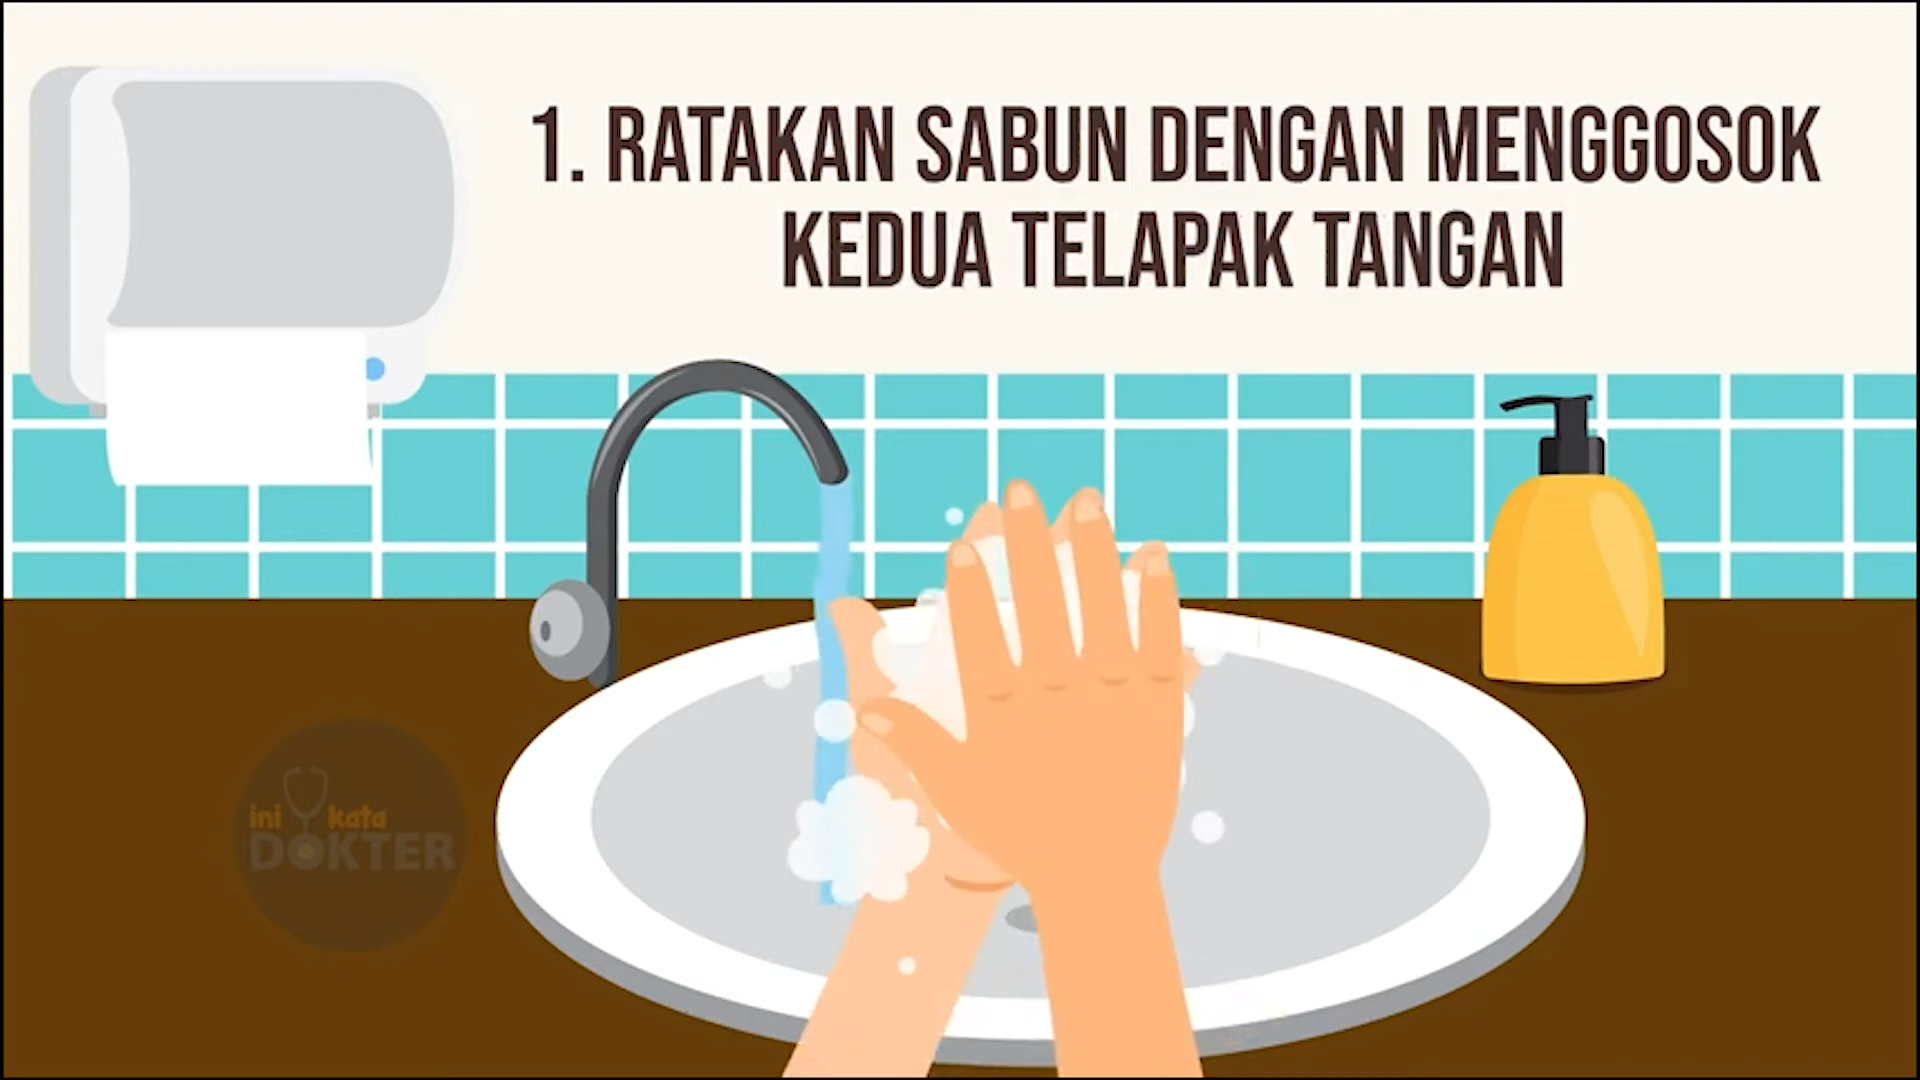 1. RATAKAN SABUN DENGAN MENGGOSOK
KEDUA TELAPAK TANGAN
ini kata
DOKTER